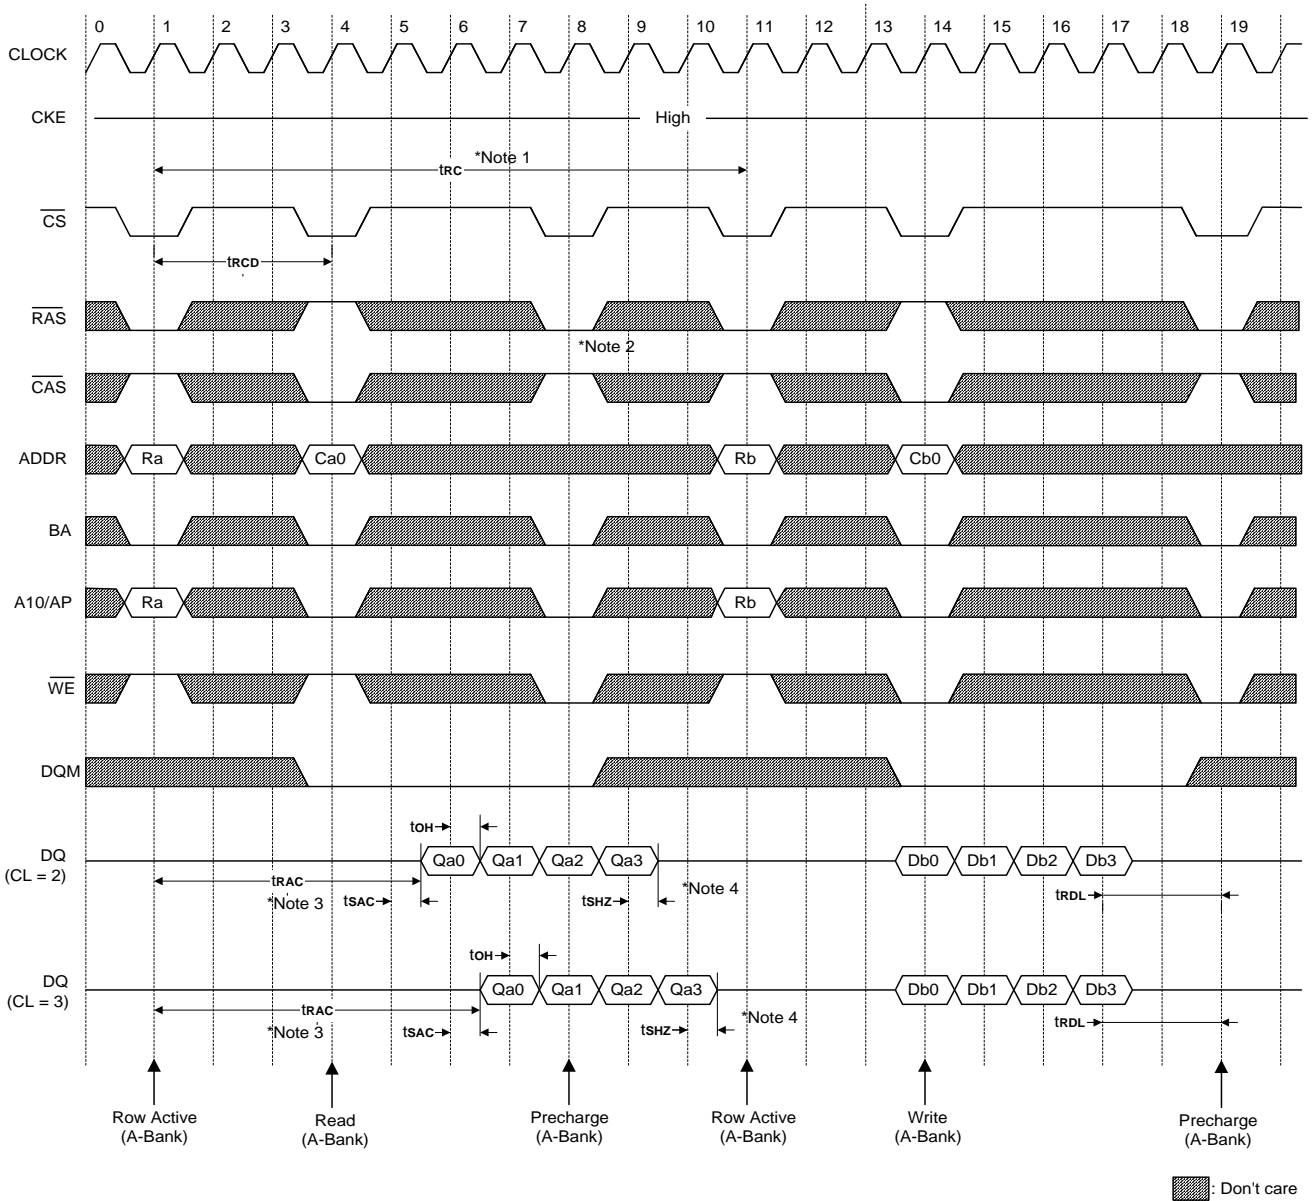 0 1 2 3 4 5 6 7 8 9 10 11 12 13 14 15 16 17 18 19
CLOCK
CKE
High
*Note 1
tRC
CS
tRCD
RAS
*Note 2
CAS
ADDR Ra Ca0 Rb Cb0
BA
A10/AP Ra Rb
WE
DQM
tOH
DQ
(CL = 2)
Qa0 Qa1 Qa2 Qa3 Db0 Db1 Db2 Db3
tRAC
*Note 3
tSAC
tSHZ
*Note 4
tRDL
tOH
DQ
(CL = 3)
Qa0 Qa1 Qa2 Qa3 Db0 Db1 Db2 Db3
tRAC
*Note 3
tSAC
tSHZ
*Note 4
tRDL
Row Active
(A-Bank)
Read
(A-Bank)
Precharge
(A-Bank)
Row Active
(A-Bank)
Write
(A-Bank)
Precharge
(A-Bank)
: Don't care